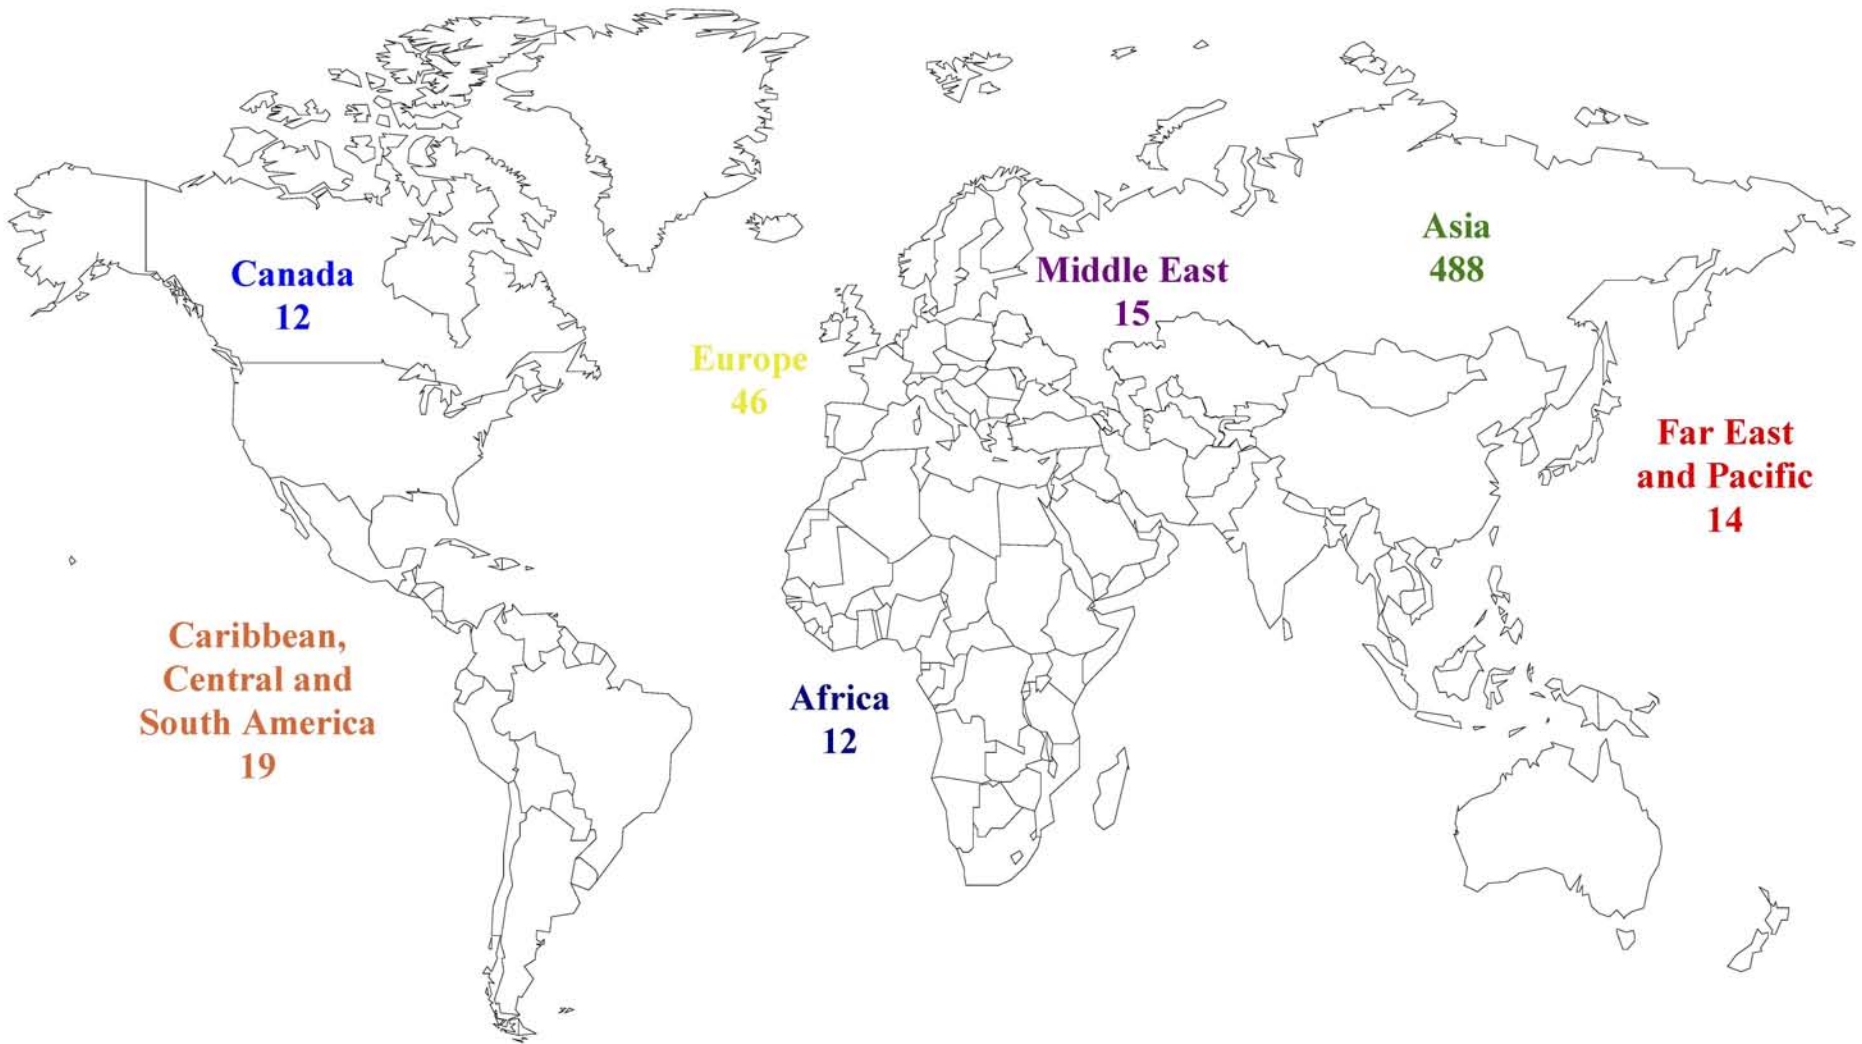 Canada
12
Europe
46
Middle East
15
Asia
488
Far East
and Pacific
14
Caribbean,
Central and
South America
19
Africa
12